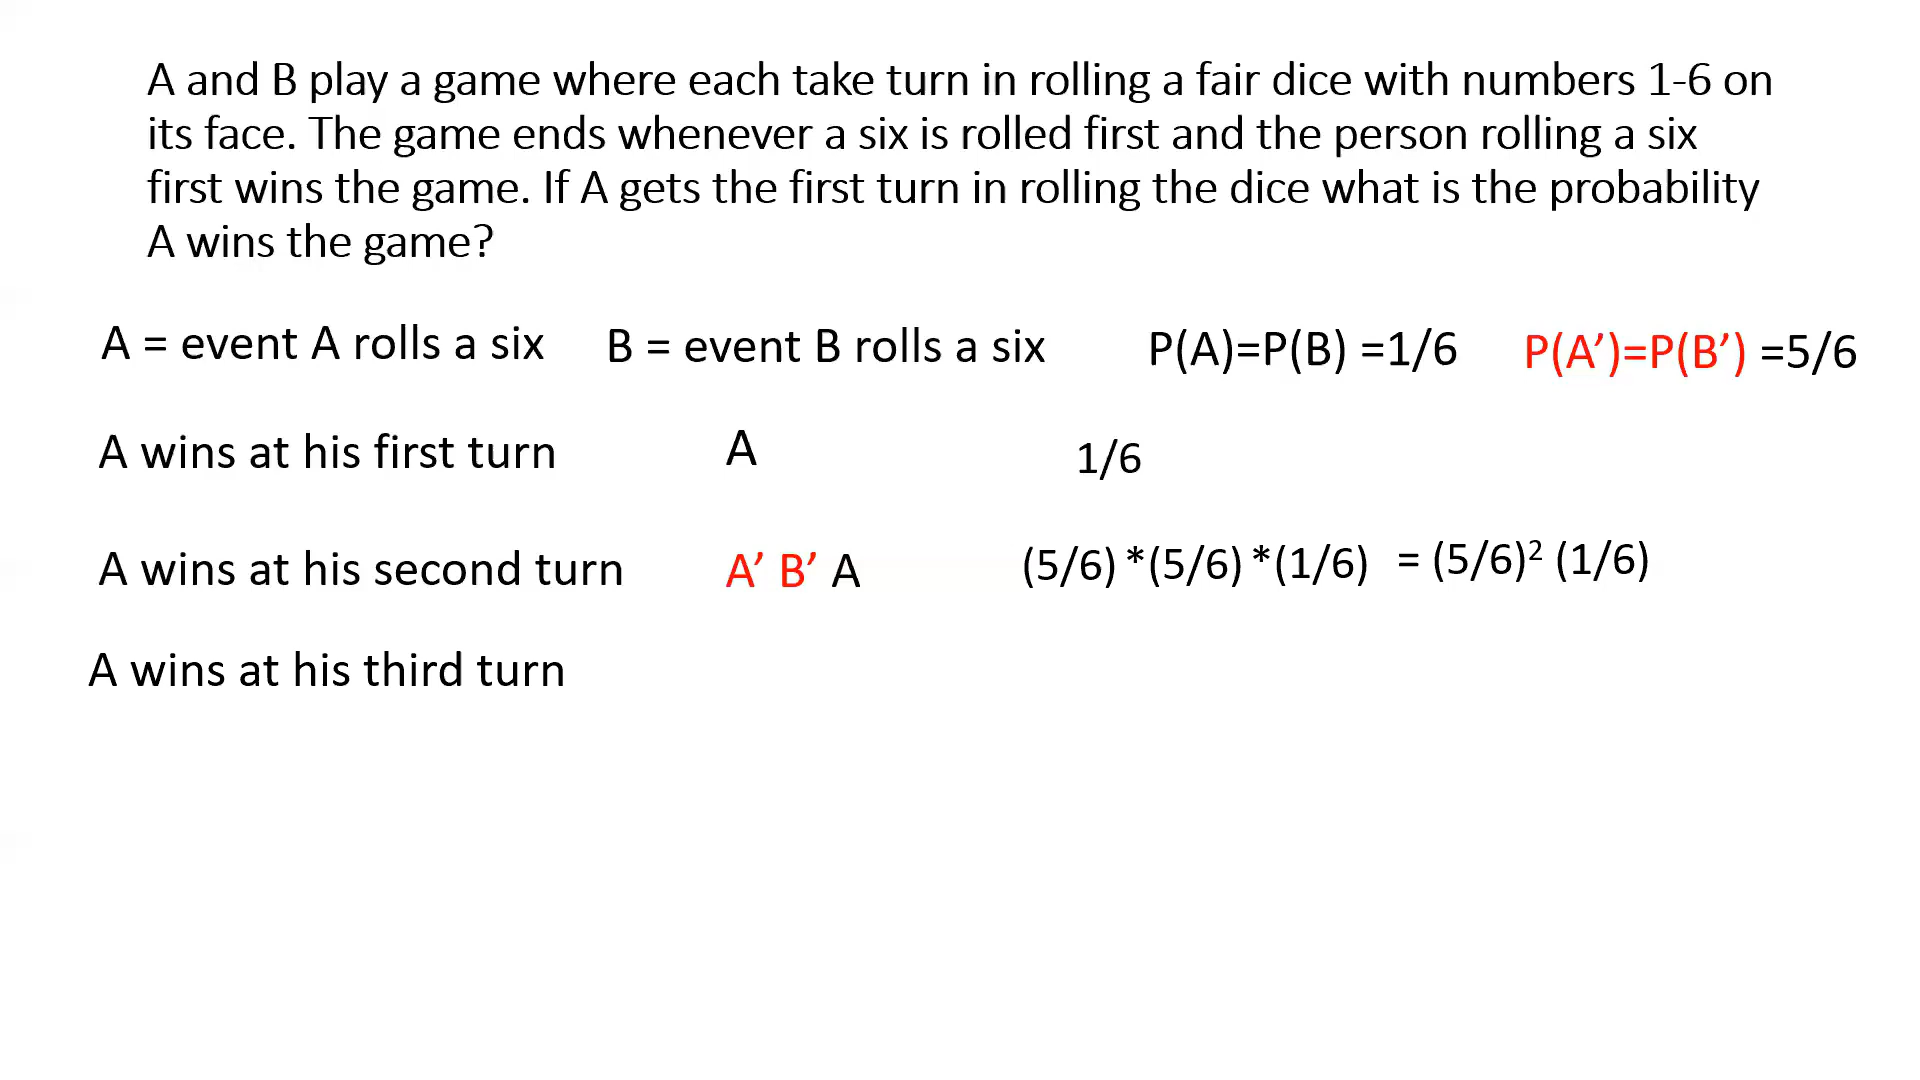 A and B play a game where each take turn in rolling a fair dice with numbers 1-6 on
its face. The game ends whenever a six is rolled first and the person rolling a six
first wins the game. If A gets the first turn in rolling the dice what is the probability
A wins the game?
A = event A rolls a six B = event B rolls a six P(A)=P(B) =1/6 P(A’)=P(B’) =5/6
A wins at his first turn A 1/6
A wins at his second turn A’ B’ A (5/6) *(5/6) *(1/6) = (5/6)² (1/6)
A wins at his third turn